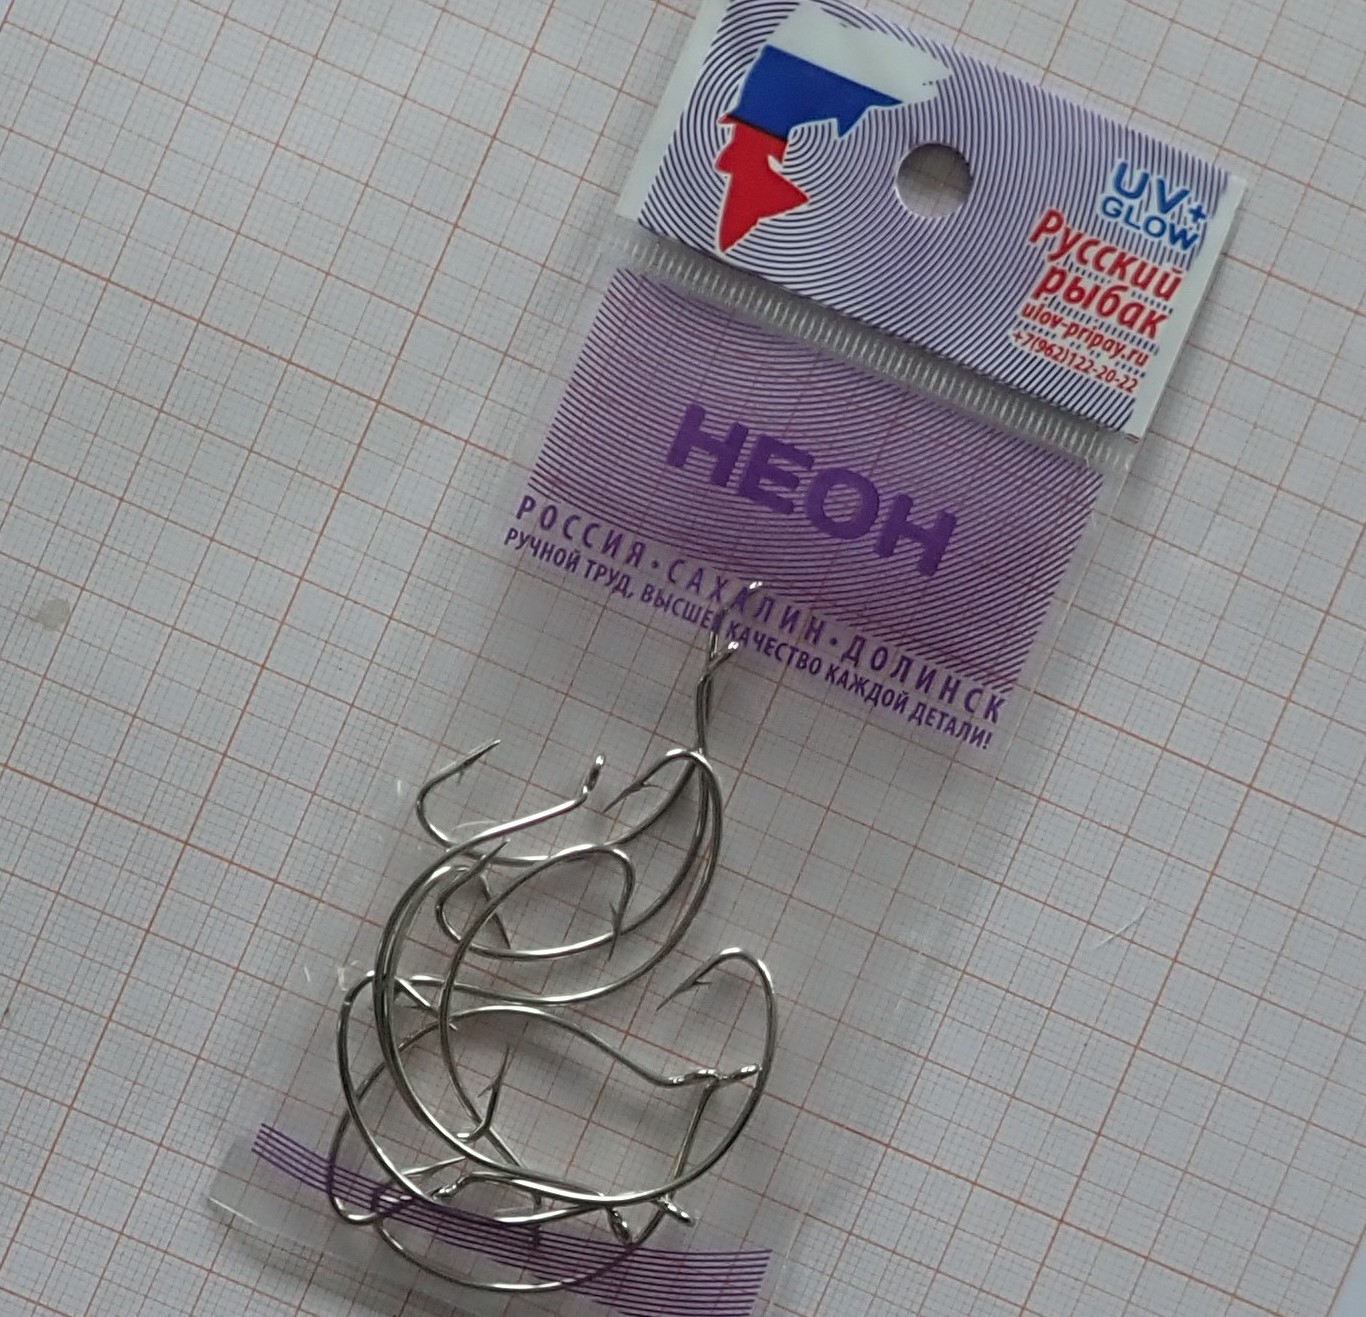 UV+
GLOW
Русский
рыбак
ulov-pripoy.ru
+7(962)122-20-22
НЕОН
РОССИЯ•САХАЛИН•ДОЛИНСК
РУЧНОЙ ТРУД, ВЫСШЕЕ КАЧЕСТВО КАЖДОЙ ДЕТАЛИ!